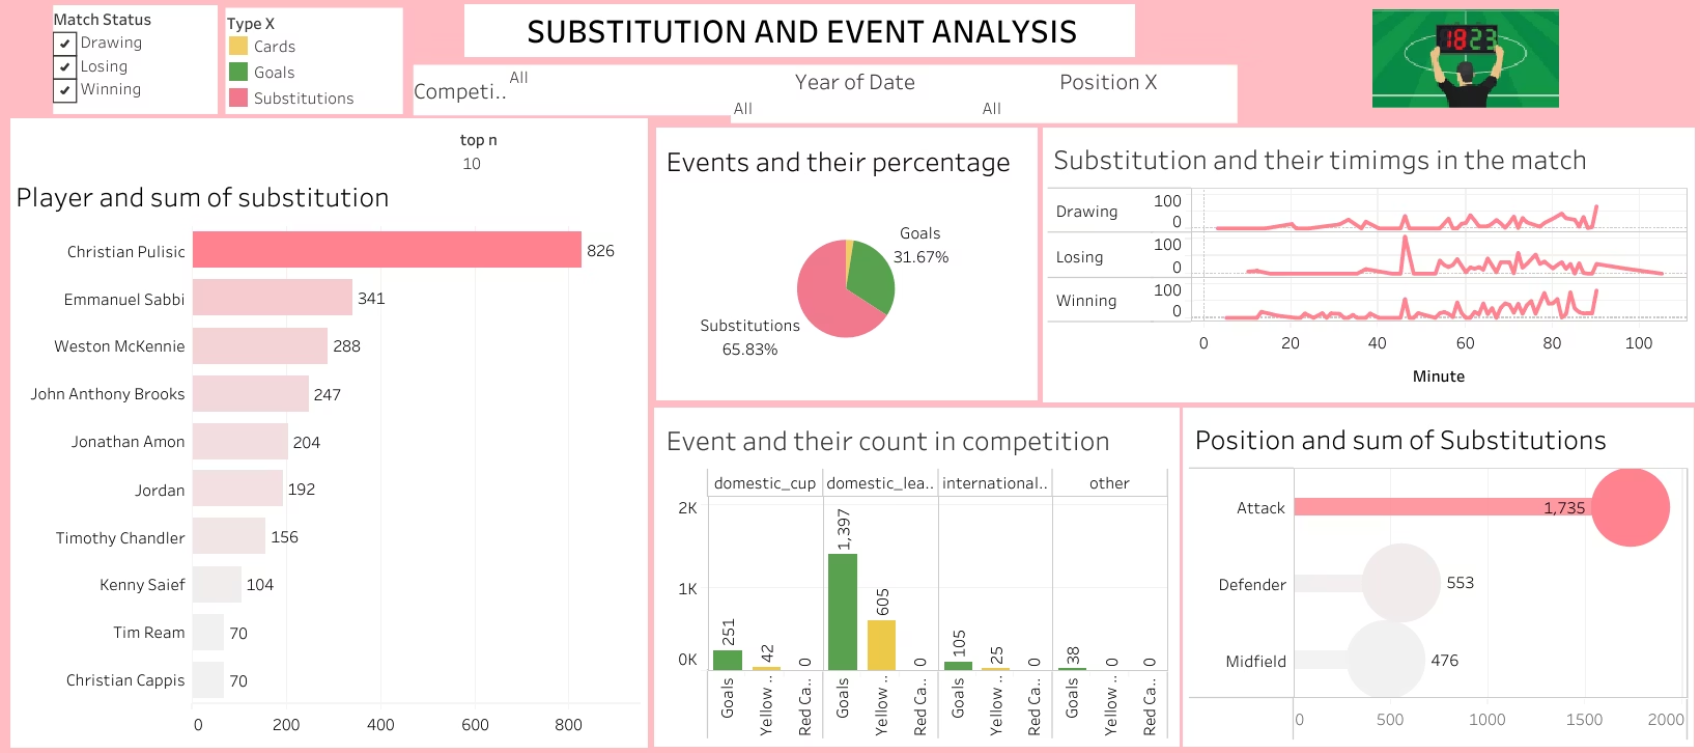 Match Status
Drawing
Losing
Winning
Type X
Cards
Goals
Substitutions
SUBSTITUTION AND EVENT ANALYSIS
Competi..
All
Year of Date
All
Position X
All
18 23
top n
10
Player and sum of substitution
Christian Pulisic 826
Emmanuel Sabbi 341
Weston McKennie 288
John Anthony Brooks 247
Jonathan Amon 204
Jordan 192
Timothy Chandler 156
Kenny Saief 104
Tim Ream 70
Christian Cappis 70
0 200 400 600 800
Events and their percentage
Goals
31.67%
Substitutions
65.83%
Substitution and their timimgs in the match
Drawing 100 0
Losing 100 0
Winning 100 0
0 20 40 60 80 100
Minute
Event and their count in competition
domestic_cup domestic_lea.. international.. other
2K
1K
0K
251 42 0 1,397 605 0 105 25 0 38 0 0
Goals Yellow .. Red Ca.. Goals Yellow .. Red Ca.. Goals Yellow .. Red Ca.. Goals Yellow .. Red Ca..
Position and sum of Substitutions
Attack 1,735
Defender 553
Midfield 476
0 500 1000 1500 2000